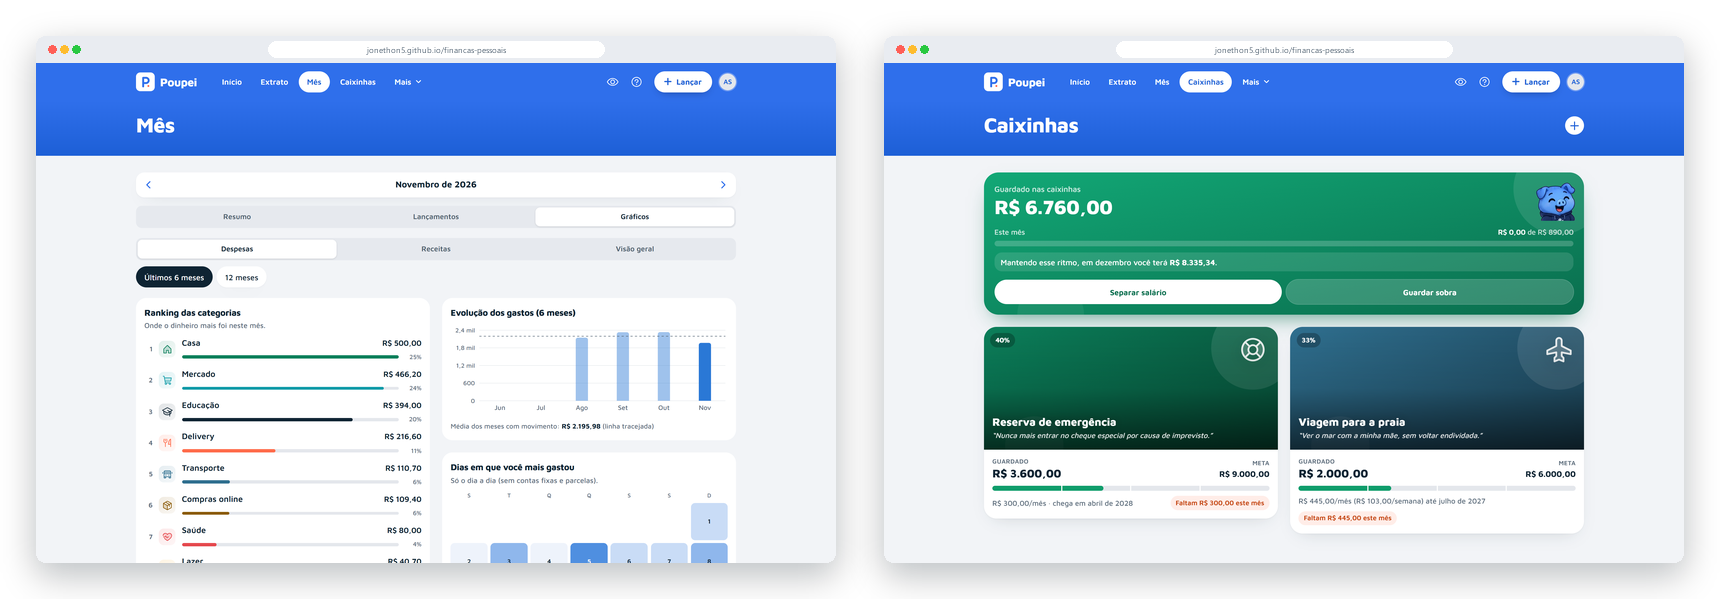 jonethon5.github.io/financas-pessoais
P. Poupei Inicio Extrato Mês Caixinhas Mais + Lançar AS
Mês
Novembro de 2026
Resumo Lançamentos Gráficos
Despesas Receitas Visão geral
Últimos 6 meses 12 meses
Ranking das categorias
Onde o dinheiro mais foi neste mês.
1 Casa R$ 500,00
25%
2 Mercado R$ 466,20
24%
3 Educação R$ 394,00
20%
4 Delivery R$ 216,60
11%
5 Transporte R$ 110,70
6%
6 Compras online R$ 109,40
6%
7 Saúde R$ 80,00
4%
Lazer R$ 40,70
Evolução dos gastos (6 meses)
2,4 mil
1,8 mil
1,2 mil
600
0
Jun Jul Ago Set Out Nov
Média dos meses com movimento: R$ 2.195,98 (linha tracejada)
Dias em que você mais gastou
Só o dia a dia (sem contas fixas e parcelas).
S T Q Q S S D
1
2 3 4 5 6 7 8
jonethon5.github.io/financas-pessoais
P. Poupei Inicio Extrato Mês Caixinhas Mais + Lançar AS
Caixinhas
Guardado nas caixinhas
R$ 6.760,00
Este mês R$ 0,00 de R$ 890,00
Mantendo esse ritmo, em dezembro você terá R$ 8.335,34.
Separar salário Guardar sobra
40%
Reserva de emergência
"Nunca mais entrar no cheque especial por causa de imprevisto."
GUARDADO META
R$ 3.600,00 R$ 9.000,00
R$ 300,00/mês · chega em abril de 2028 Faltam R$ 300,00 este mês
33%
Viagem para a praia
"Ver o mar com a minha mãe, sem voltar endividada."
GUARDADO META
R$ 2.000,00 R$ 6.000,00
R$ 445,00/mês (R$ 103,00/semana) até julho de 2027
Faltam R$ 445,00 este mês